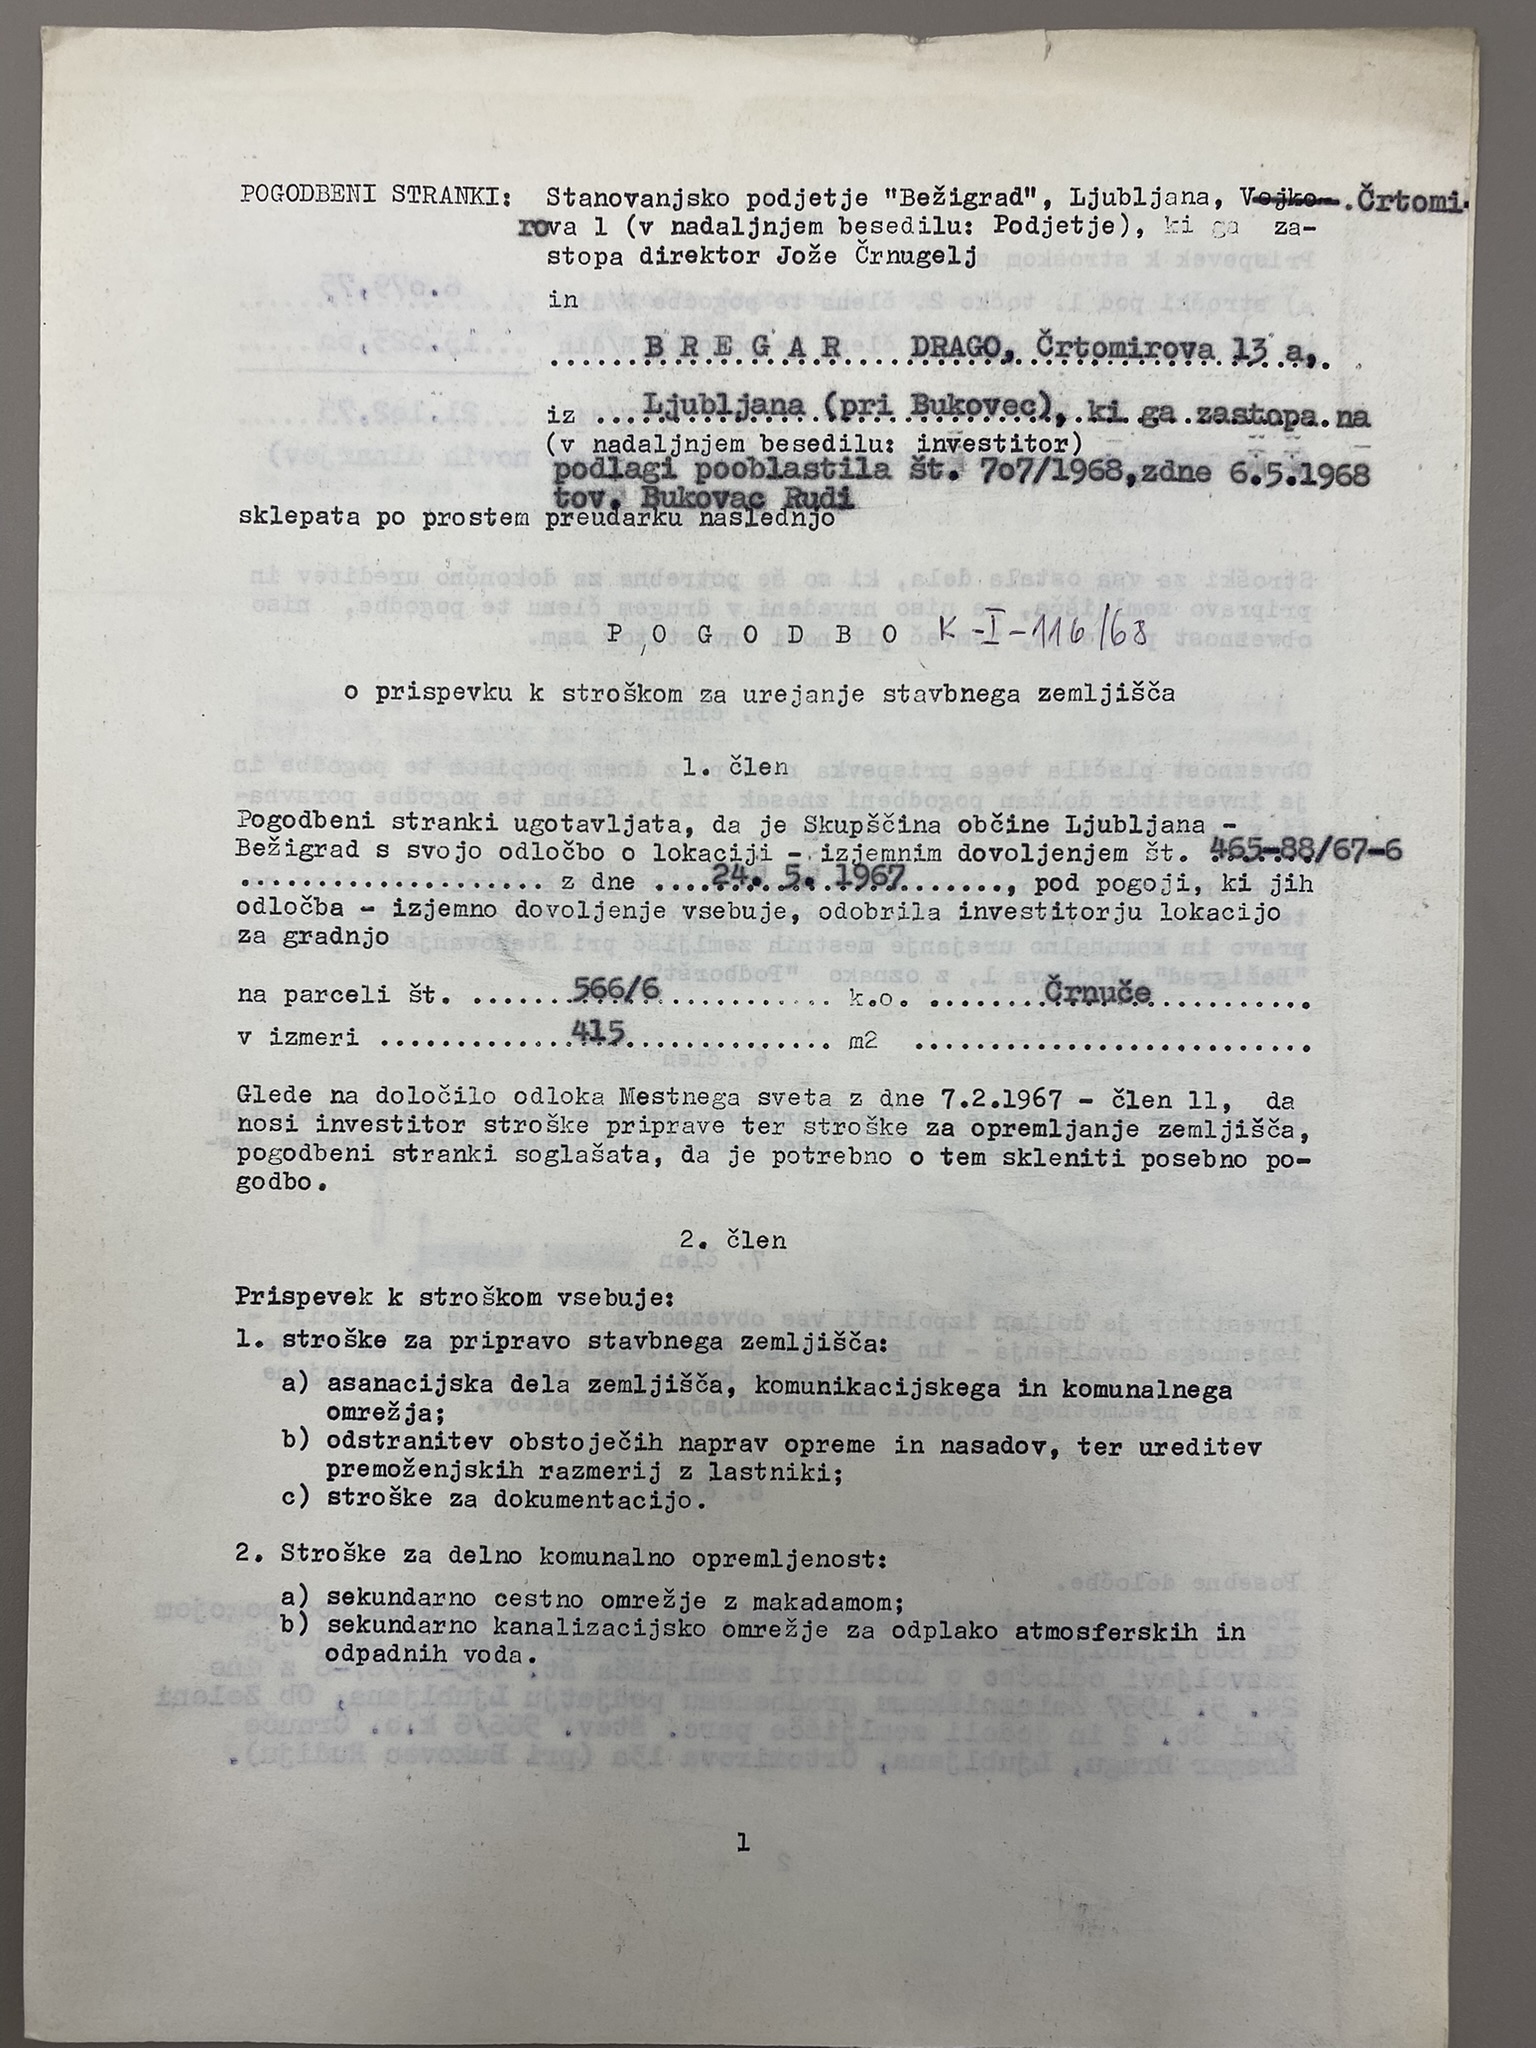 POGODBENI STRANKI: Stanovanjsko podjetje "Bežigrad", Ljubljana, Vojko- .Črtomi-
rova 1 (v nadaljnjem besedilu: Podjetje), ki ga za-
stopa direktor Jože Črnugelj
in
B R E G A R DRAGO, Črtomirova 13 a,
iz ...Ljubljana (pri Bukovec), ki ga zastopa na
(v nadaljnjem besedilu: investitor)
podlagi pooblastila št. 7o7/1968,zdne 6.5.1968
tov. Bukovac Rudi
sklepata po prostem preudarku naslednjo
P O G O D B O K-I-116/68
o prispevku k stroškom za urejanje stavbnega zemljišča
1. člen
Pogodbeni stranki ugotavljata, da je Skupščina občine Ljubljana -
Bežigrad s svojo odločbo o lokaciji - izjemnim dovoljenjem št. 465-88/67-6
.................... z dne ....24. 5. 1967......., pod pogoji, ki jih
odločba - izjemno dovoljenje vsebuje, odobrila investitorju lokacijo
za gradnjo
na parceli št. .......566/6............ k.o. ........Črnuče...........
v izmeri .............415.............. m2 ..........................
Glede na določilo odloka Mestnega sveta z dne 7.2.1967 - člen 11, da
nosi investitor stroške priprave ter stroške za opremljanje zemljišča,
pogodbeni stranki soglašata, da je potrebno o tem skleniti posebno po-
godbo.
2. člen
Prispevek k stroškom vsebuje:
1. stroške za pripravo stavbnega zemljišča:
a) asanacijska dela zemljišča, komunikacijskega in komunalnega
omrežja;
b) odstranitev obstoječih naprav opreme in nasadov, ter ureditev
premoženjskih razmerij z lastniki;
c) stroške za dokumentacijo.
2. Stroške za delno komunalno opremljenost:
a) sekundarno cestno omrežje z makadamom;
b) sekundarno kanalizacijsko omrežje za odplako atmosferskih in
odpadnih voda.
1